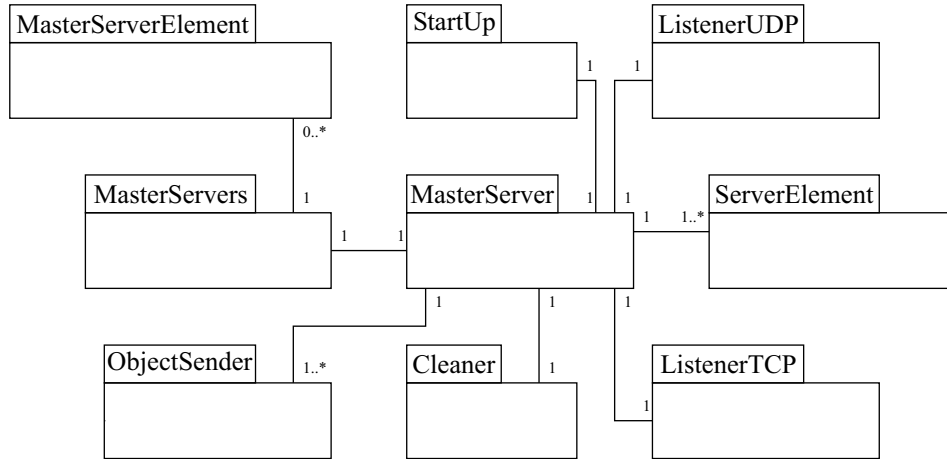 MasterServerElement
StartUp
ListenerUDP
1
1
0..*
MasterServers
1
MasterServer
1
1
ServerElement
1
1
1
1..*
1
1
1
ObjectSender
1..*
Cleaner
1
ListenerTCP
1